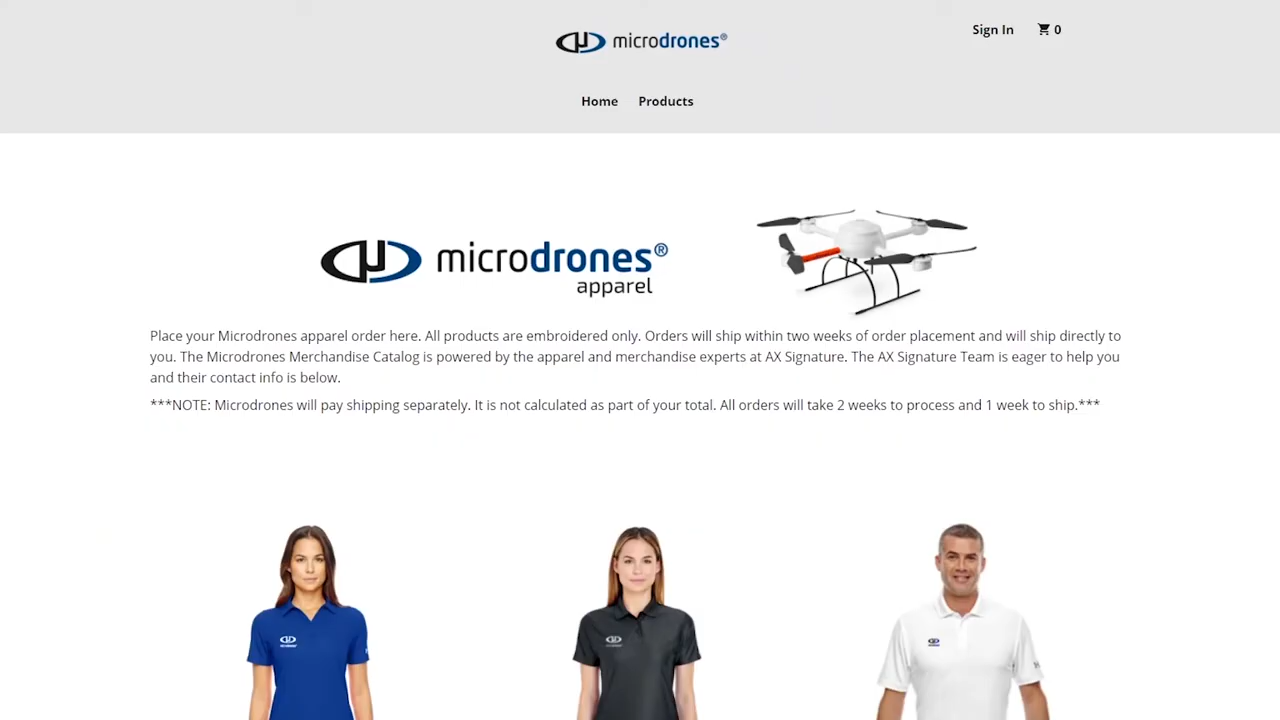 microdrones®
Sign In
0
Home
Products
microdrones®
apparel
Place your Microdrones apparel order here. All products are embroidered only. Orders will ship within two weeks of order placement and will ship directly to
you. The Microdrones Merchandise Catalog is powered by the apparel and merchandise experts at AX Signature. The AX Signature Team is eager to help you
and their contact info is below.
***NOTE: Microdrones will pay shipping separately. It is not calculated as part of your total. All orders will take 2 weeks to process and 1 week to ship.***